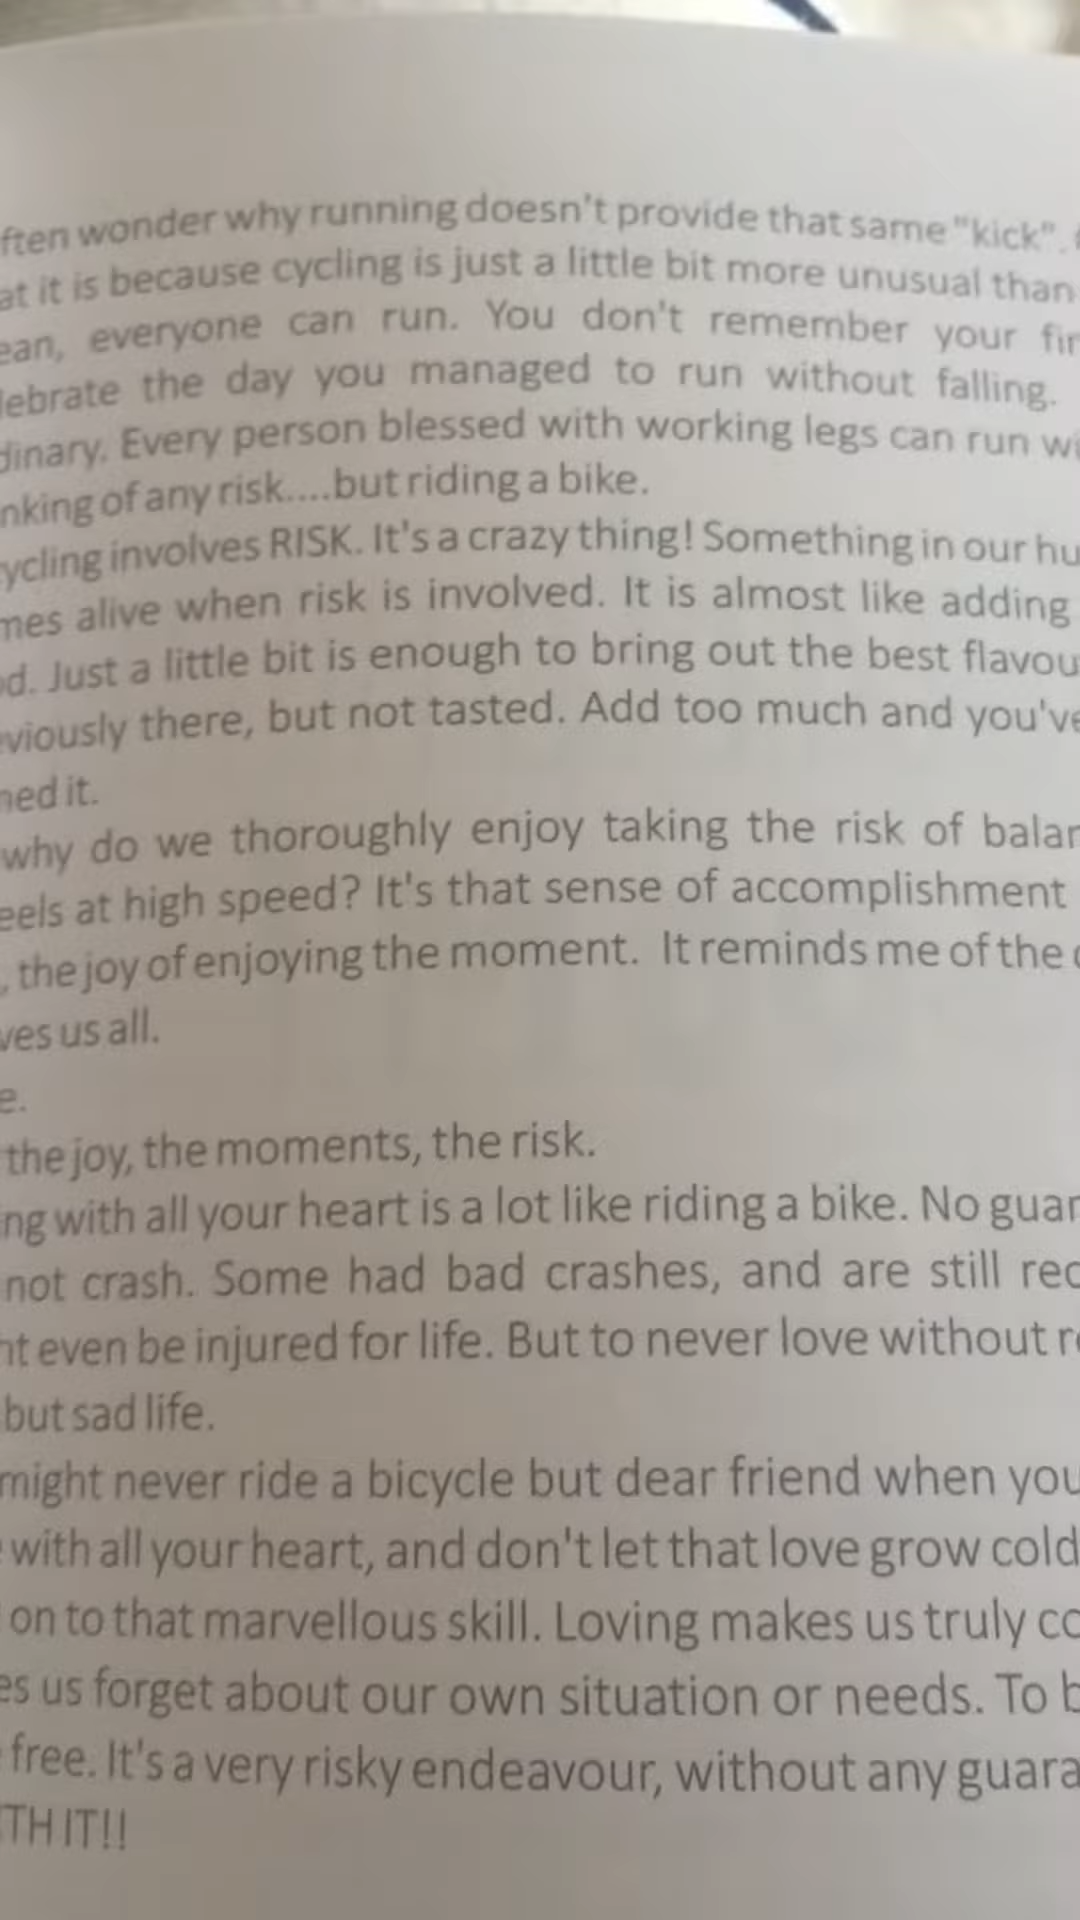 ften wonder why running doesn't provide that same "kick".
at it is because cycling is just a little bit more unusual than
ean, everyone can run. You don't remember your fir
lebrate the day you managed to run without falling.
dinary. Every person blessed with working legs can run wi
nking of any risk....but riding a bike.
ycling involves RISK. It's a crazy thing! Something in our hu
mes alive when risk is involved. It is almost like adding
od. Just a little bit is enough to bring out the best flavou
eviously there, but not tasted. Add too much and you've
ned it.
why do we thoroughly enjoy taking the risk of balan
eels at high speed? It's that sense of accomplishment
, the joy of enjoying the moment. It reminds me of the
ves us all.
e.
the joy, the moments, the risk.
ng with all your heart is a lot like riding a bike. No guar
not crash. Some had bad crashes, and are still rec
ht even be injured for life. But to never love without r
but sad life.
might never ride a bicycle but dear friend when you
with all your heart, and don't let that love grow cold
on to that marvellous skill. Loving makes us truly co
es us forget about our own situation or needs. To b
free. It's a very risky endeavour, without any guara
TH IT!!